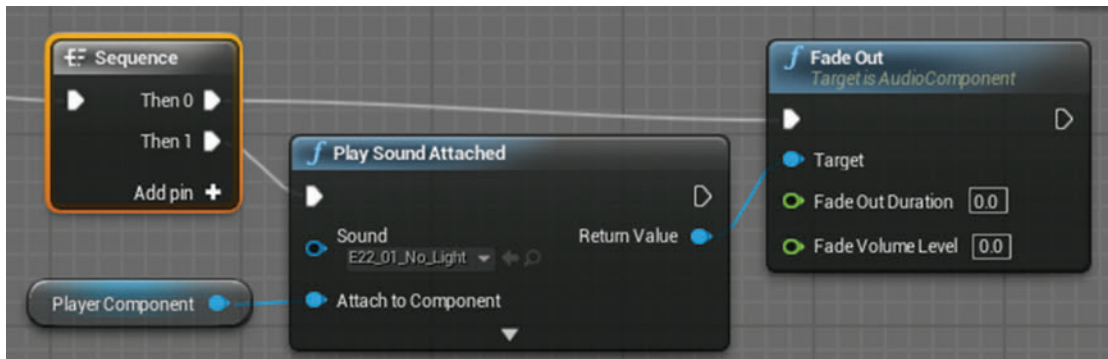 Sequence
Then 0
Then 1
Add pin
Player Component
f Play Sound Attached
Sound
E22_01_No_Light
Return Value
Attach to Component
f Fade Out
Target is AudioComponent
Target
Fade Out Duration 0.0
Fade Volume Level 0.0